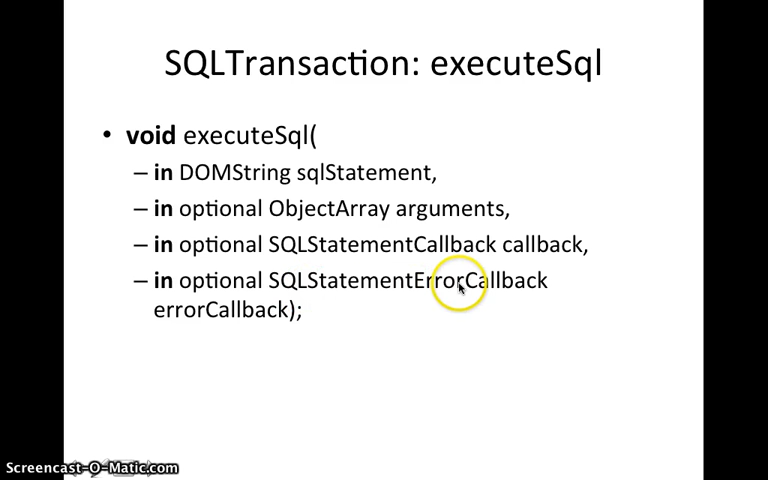 SQLTransaction: executeSql
• void executeSql(
– in DOMString sqlStatement,
– in optional ObjectArray arguments,
– in optional SQLStatementCallback callback,
– in optional SQLStatementErrorCallback
errorCallback);
Screencast-O-Matic.com